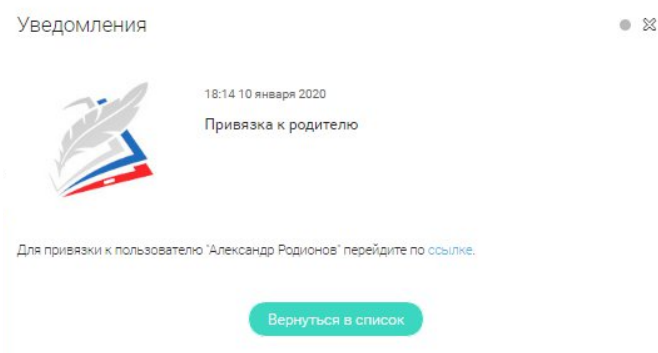 Уведомления
18:14 10 января 2020
Привязка к родителю
Для привязки к пользователю "Александр Родионов" перейдите по ссылке.
Вернуться в список